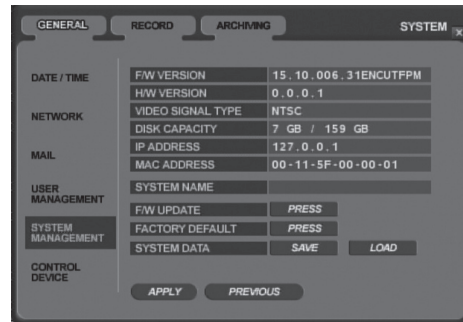 GENERAL RECORD ARCHIVING SYSTEM X
DATE / TIME
NETWORK
MAIL
USER
MANAGEMENT
SYSTEM
MANAGEMENT
CONTROL
DEVICE
F/W VERSION 15.10.006.31ENCUTFPM
H/W VERSION 0.0.0.1
VIDEO SIGNAL TYPE NTSC
DISK CAPACITY 7 GB / 159 GB
IP ADDRESS 127.0.0.1
MAC ADDRESS 00-11-5F-00-00-01
SYSTEM NAME
F/W UPDATE PRESS
FACTORY DEFAULT PRESS
SYSTEM DATA SAVE LOAD
APPLY PREVIOUS